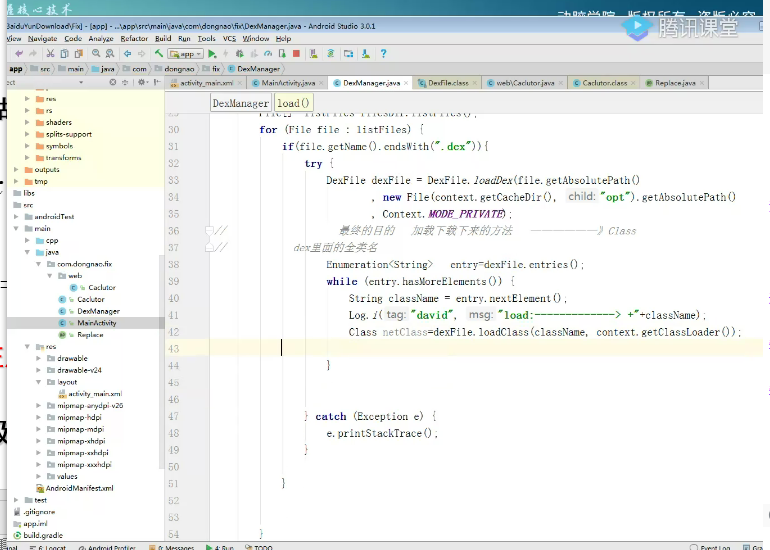 核心技术
动脑学院 版权所有 盗版必究
腾讯课堂
BaiduYunDownload\Fix] - [app] - ...\app\src\main\java\com\dongnao\fix\DexManager.java - Android Studio 3.0.1
View Navigate Code Analyze Refactor Build Run Tools VCS Window Help
app
app src main java com dongnao fix DexManager
activity_main.xml MainActivity.java DexManager.java DexFile.class web\Caclutor.java Caclutor.class Replace.java
DexManager load()
res
rs
shaders
splits-support
symbols
transforms
outputs
tmp
libs
src
androidTest
main
cpp
java
com.dongnao.fix
web
Caclutor
Caclutor
DexManager
MainActivity
Replace
res
drawable
drawable-v24
layout
activity_main.xml
mipmap-anydpi-v26
mipmap-hdpi
mipmap-mdpi
mipmap-xhdpi
mipmap-xxhdpi
mipmap-xxxhdpi
values
AndroidManifest.xml
test
.gitignore
app.iml
build.gradle
30 for (File file : listFiles) {
31 if(file.getName().endsWith(".dex")){
32 try {
33 DexFile dexFile = DexFile.loadDex(file.getAbsolutePath()
34 , new File(context.getCacheDir(), child: "opt").getAbsolutePath()
35 , Context.MODE_PRIVATE);
36 // 最终的目的 加载下载下来的方法 ——————》Class
37 // dex里面的全类名
38 Enumeration<String> entry=dexFile.entries();
39 while (entry.hasMoreElements()) {
40 String className = entry.nextElement();
41 Log.i( tag: "david", msg: "load:-------------> +"+className);
42 Class netClass=dexFile.loadClass(className, context.getClassLoader());
43
44 }
45
46
47 } catch (Exception e) {
48 e.printStackTrace();
49 }
50
51 }
52
53
54 }
6: Logcat Android Profiler 0: Messages 4: Run TODO
Event Log